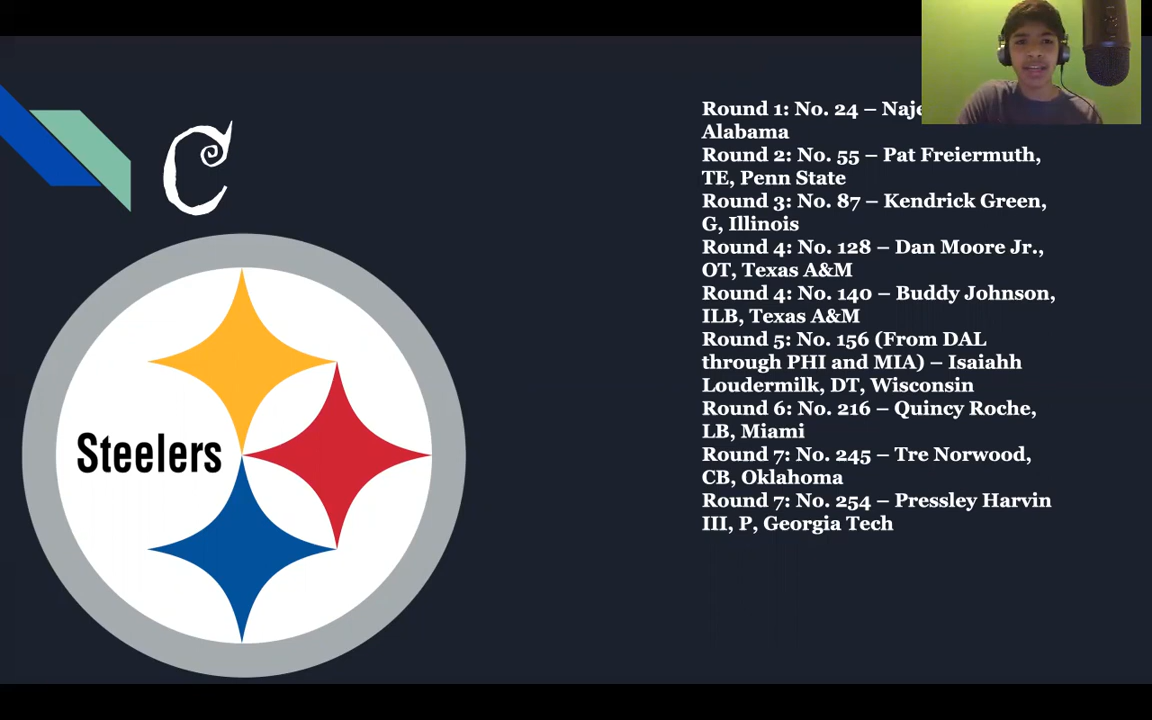 C
Steelers
Round 1: No. 24 – Naje
Alabama
Round 2: No. 55 – Pat Freiermuth,
TE, Penn State
Round 3: No. 87 – Kendrick Green,
G, Illinois
Round 4: No. 128 – Dan Moore Jr.,
OT, Texas A&M
Round 4: No. 140 – Buddy Johnson,
ILB, Texas A&M
Round 5: No. 156 (From DAL
through PHI and MIA) – Isaiahh
Loudermilk, DT, Wisconsin
Round 6: No. 216 – Quincy Roche,
LB, Miami
Round 7: No. 245 – Tre Norwood,
CB, Oklahoma
Round 7: No. 254 – Pressley Harvin
III, P, Georgia Tech